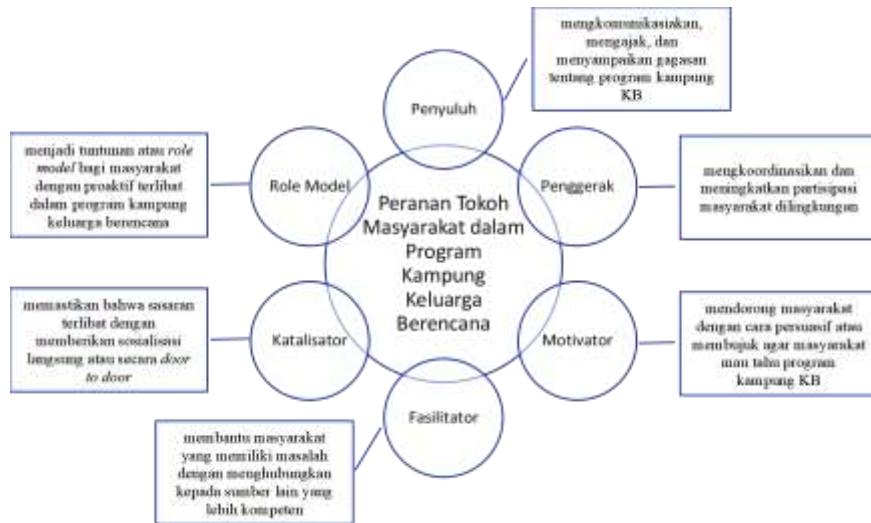 mengkomunikasiakan,
mengajak, dan
menyampaikan gagasan
tentang program kampung
KB
Penyuluh
menjadi tuntunan atau role
model bagi masyarakat
dengan proaktif terlibat
dalam program kampung
keluarga berencana
Role Model
Penggerak
mengkoordinasikan dan
meningkatkan partisipasi
masyarakat dilingkungan
Peranan Tokoh
Masyarakat dalam
Program
Kampung
Keluarga
Berencana
memastikan bahwa sasaran
terlibat dengan
memberikan sosialisasi
langsung atau secara door
to door
Katalisator
Motivator
mendorong masyarakat
dengan cara persuasif atau
membujuk agar masyarakat
mau tahu program
kampung KB
Fasilitator
membantu masyarakat
yang memiliki masalah
dengan menghubungkan
kepada sumber lain yang
lebih kompeten